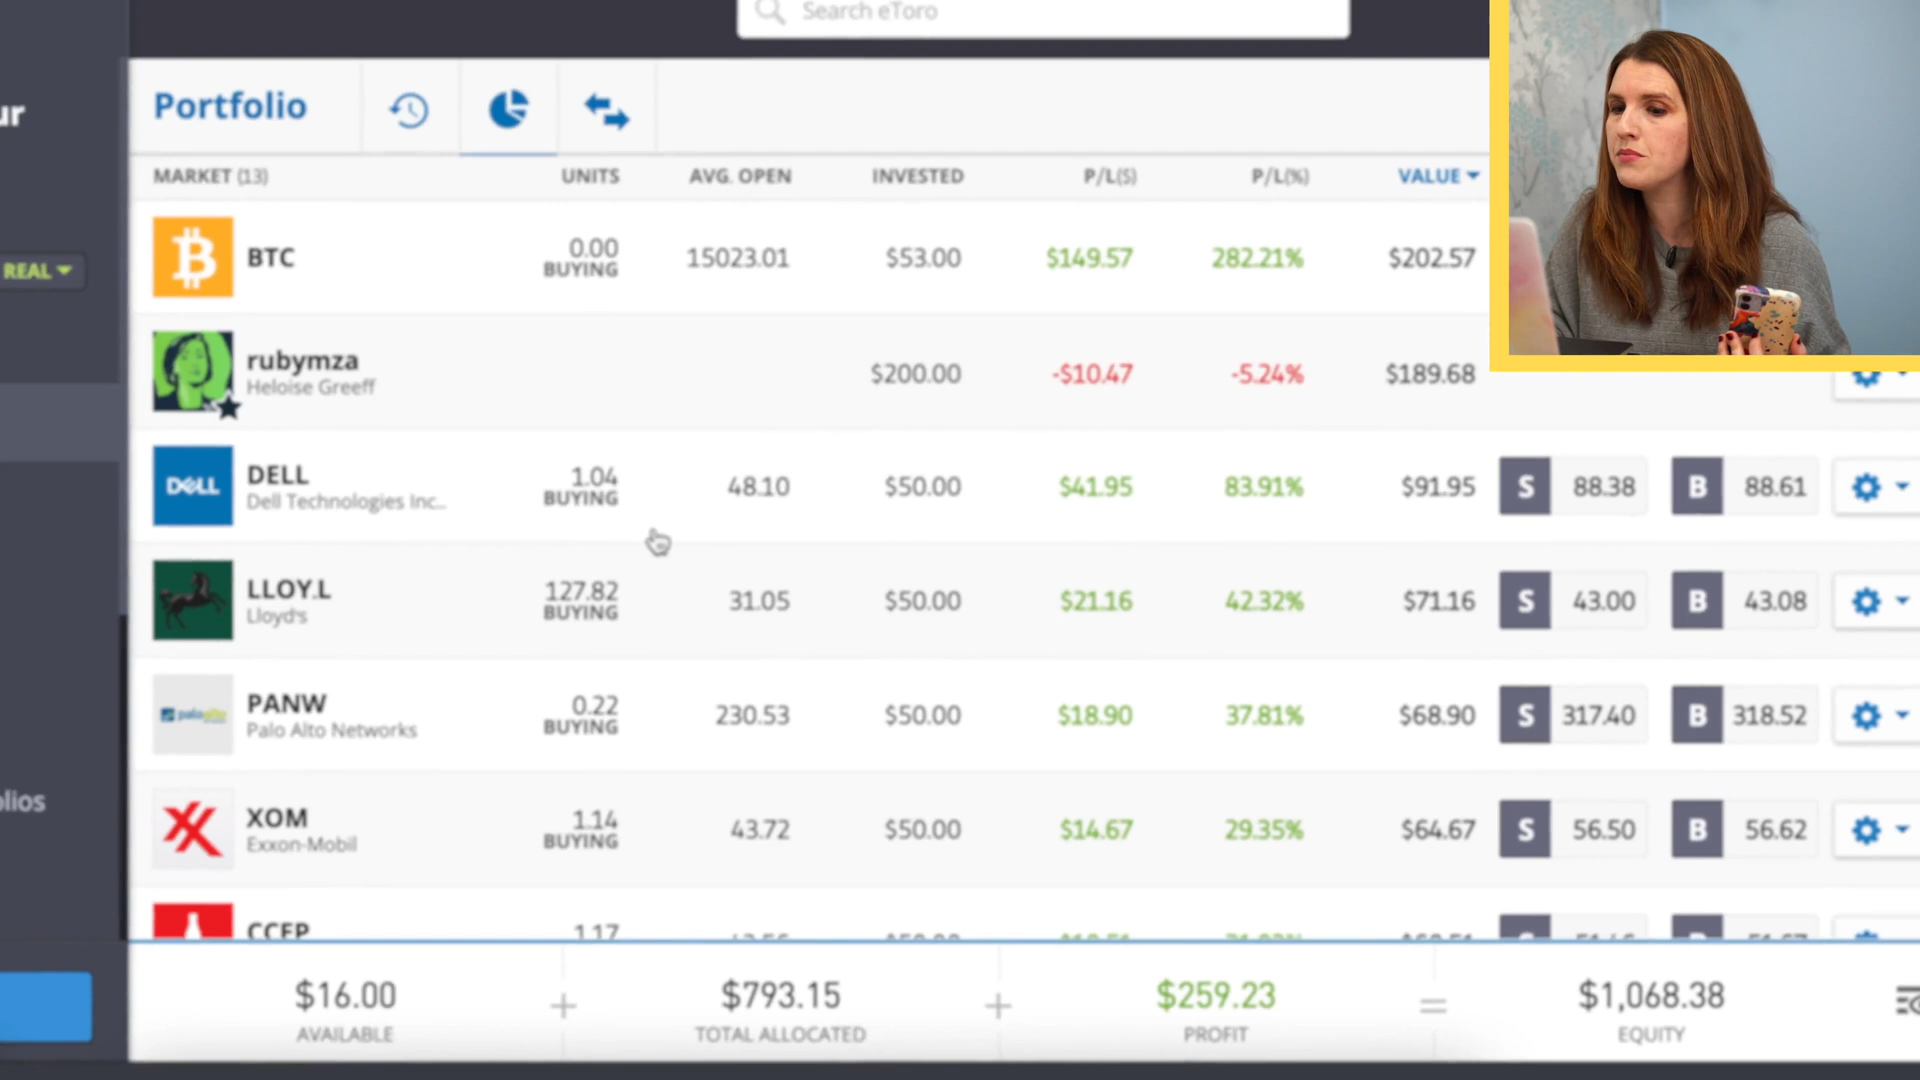 Search eToro
ur
Portfolio
MARKET (13) UNITS AVG. OPEN INVESTED P/L($) P/L(%) VALUE
REAL
BTC 0.00 BUYING 15023.01 $53.00 $149.57 282.21% $202.57
rubymza
Heloise Greeff
$200.00 -$10.47 -5.24% $189.68
DELL
DELL
Dell Technologies Inc..
1.04 BUYING 48.10 $50.00 $41.95 83.91% $91.95 S 88.38 B 88.61
LLOY.L
Lloyd's
127.82 BUYING 31.05 $50.00 $21.16 42.32% $71.16 S 43.00 B 43.08
paloalto
PANW
Palo Alto Networks
0.22 BUYING 230.53 $50.00 $18.90 37.81% $68.90 S 317.40 B 318.52
olios
XOM
Exxon-Mobil
1.14 BUYING 43.72 $50.00 $14.67 29.35% $64.67 S 56.50 B 56.62
CCEP 1.17
$16.00 + $793.15 + $259.23 = $1,068.38
AVAILABLE TOTAL ALLOCATED PROFIT EQUITY